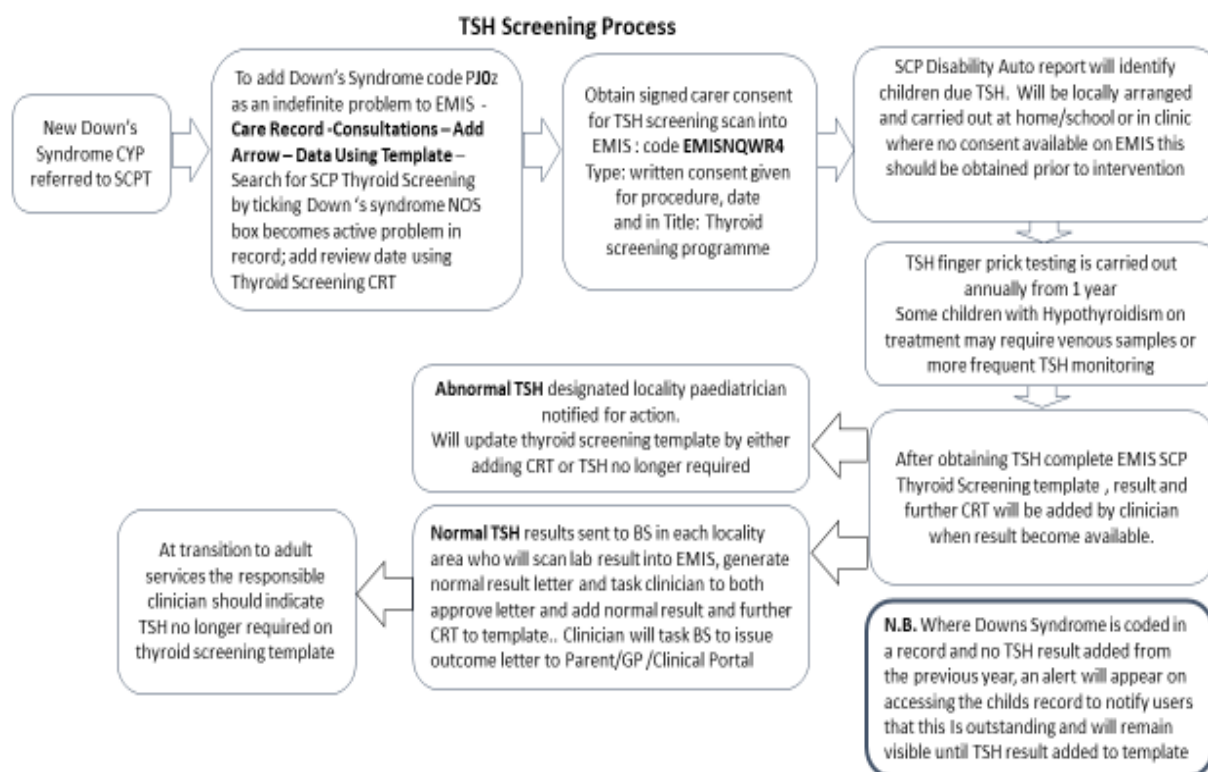 TSH Screening Process
New Down's
Syndrome CYP
referred to SCPT
To add Down's Syndrome code PJ0z
as an indefinite problem to EMIS -
Care Record -Consultations – Add
Arrow – Data Using Template –
Search for SCP Thyroid Screening
by ticking Down 's syndrome NOS
box becomes active problem in
record; add review date using
Thyroid Screening CRT
Obtain signed carer consent
for TSH screening scan into
EMIS : code EMISNQWR4
Type: written consent given
for procedure, date
and in Title: Thyroid
screening programme
SCP Disability Auto report will identify
children due TSH. Will be locally arranged
and carried out at home/school or in clinic
where no consent available on EMIS this
should be obtained prior to intervention
TSH finger prick testing is carried out
annually from 1 year
Some children with Hypothyroidism on
treatment may require venous samples or
more frequent TSH monitoring
After obtaining TSH complete EMIS SCP
Thyroid Screening template , result and
further CRT will be added by clinician
when result become available.
Abnormal TSH designated locality paediatrician
notified for action.
Will update thyroid screening template by either
adding CRT or TSH no longer required
Normal TSH results sent to BS in each locality
area who will scan lab result into EMIS, generate
normal result letter and task clinician to both
approve letter and add normal result and further
CRT to template.. Clinician will task BS to issue
outcome letter to Parent/GP /Clinical Portal
At transition to adult
services the responsible
clinician should indicate
TSH no longer required on
thyroid screening template
N.B. Where Downs Syndrome is coded in
a record and no TSH result added from
the previous year, an alert will appear on
accessing the childs record to notify users
that this Is outstanding and will remain
visible until TSH result added to template